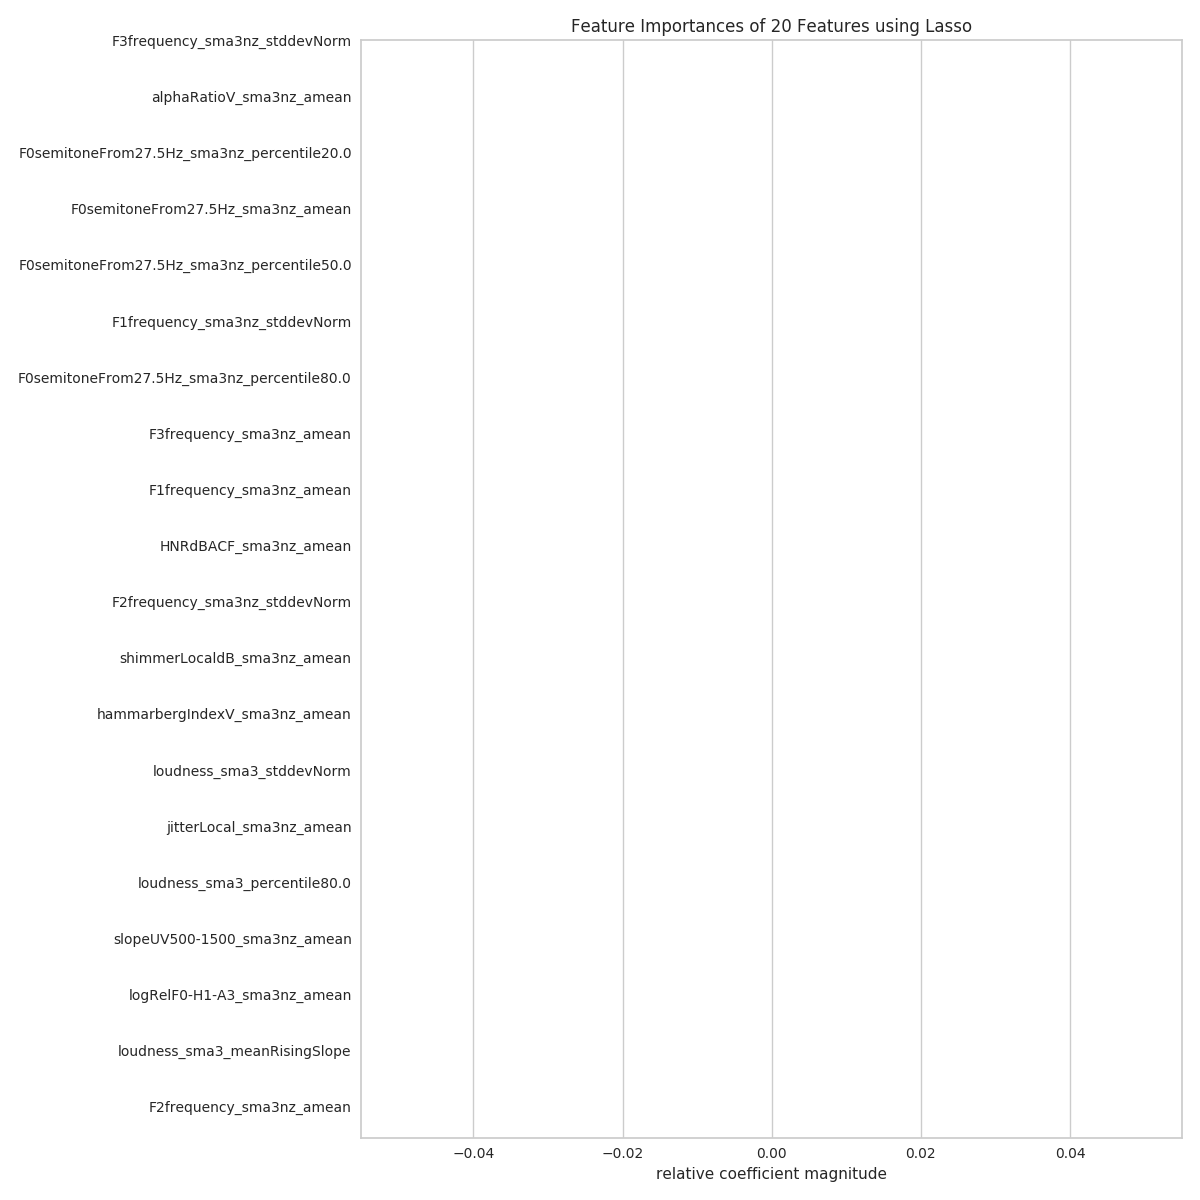 Feature Importances of 20 Features using Lasso
F3frequency_sma3nz_stddevNorm
alphaRatioV_sma3nz_amean
F0semitoneFrom27.5Hz_sma3nz_percentile20.0
F0semitoneFrom27.5Hz_sma3nz_amean
F0semitoneFrom27.5Hz_sma3nz_percentile50.0
F1frequency_sma3nz_stddevNorm
F0semitoneFrom27.5Hz_sma3nz_percentile80.0
F3frequency_sma3nz_amean
F1frequency_sma3nz_amean
HNRdBACF_sma3nz_amean
F2frequency_sma3nz_stddevNorm
shimmerLocaldB_sma3nz_amean
hammarbergIndexV_sma3nz_amean
loudness_sma3_stddevNorm
jitterLocal_sma3nz_amean
loudness_sma3_percentile80.0
slopeUV500-1500_sma3nz_amean
logRelF0-H1-A3_sma3nz_amean
loudness_sma3_meanRisingSlope
F2frequency_sma3nz_amean
−0.04 −0.02 0.00 0.02 0.04
relative coefficient magnitude